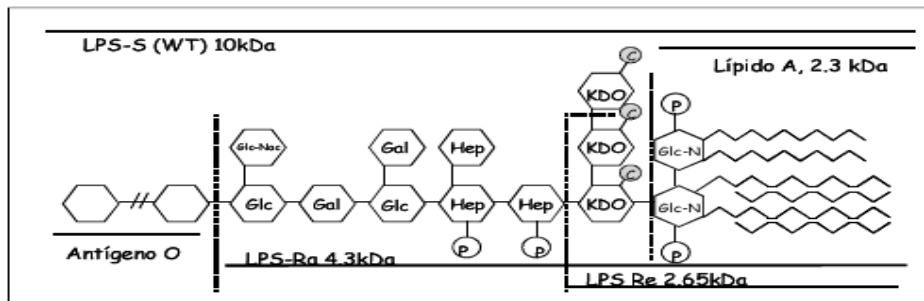 LPS-S (WT) 10kDa
Lípido A, 2.3 kDa
C
KDO
P
C
Glc-Nac
Gal
Hep
KDO
Glc-N
C
Glc
Gal
Glc
Hep
Hep
KDO
Glc-N
P
P
P
Antígeno O
LPS-Ra 4.3kDa
LPS Re 2.65kDa